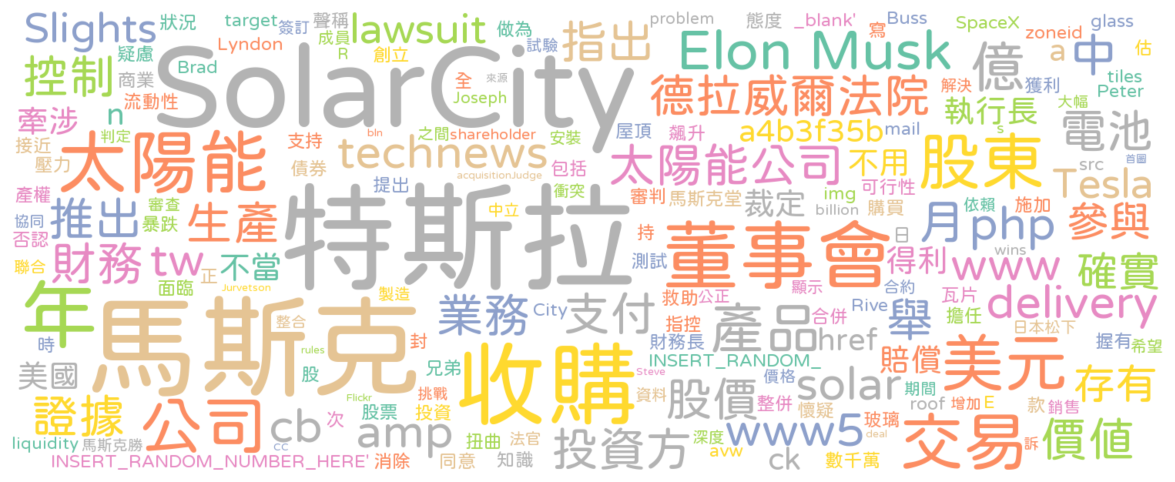 Slights 狀況 target 簽訂 聲稱 lawsuit 做為 指出 problem 態度 _blank' 寫 Buss SpaceX zoneid glass
疑慮 Lyndon 成員 試驗 Elon Musk a 中 估
控制 商業 Brad R 創立 SolarCity 全 來源 億 tiles
流動性 Joseph 德拉威爾法院 解決 獲利 Peter
牽涉 n 執行長 大幅 電池
接近 判定 支持 bln 之間 shareholder 安裝 屋頂 飆升 a4b3f35b mail s
壓力 太陽能 債券 technews 包括 太陽能公司 不用 股東 src 首圖
產權 審查 提出 acquisitionJudge 衝突 審判 馬斯克堂 img 可行性 依賴 施加 Tesla
協同 推出 暴跌 生產 特斯拉 中立 裁定 billion 購買 月 php 參與
否認 持 日 wins
聯合 財務 tw 正 不當 測試 董事會 得利 www 確實
面臨 Jurvetson 製造 救助 公正 顯示 合約 瓦片 delivery
年 馬斯克 業務 City 支付 指控 合併 Rive 舉 擔任 日本松下
時 整合 封 財務長 產品 href 握有 希望
美國 股 rules 兄弟 收購 INSERT_RANDOM_ 賠償 美元
證據 公司 Flickr 挑戰 Steve 股價 價格 solar 期間 存有
次 股票 投資 資料 整併 懷疑 玻璃 roof 增加 E 款 銷售
liquidity 馬斯克勝 cc cb amp 扭曲 法官 投資方 深度 www5 deal 交易 訴 價值
INSERT_RANDOM_NUMBER_HERE' 消除 同意 知識 avw ck 數千萬